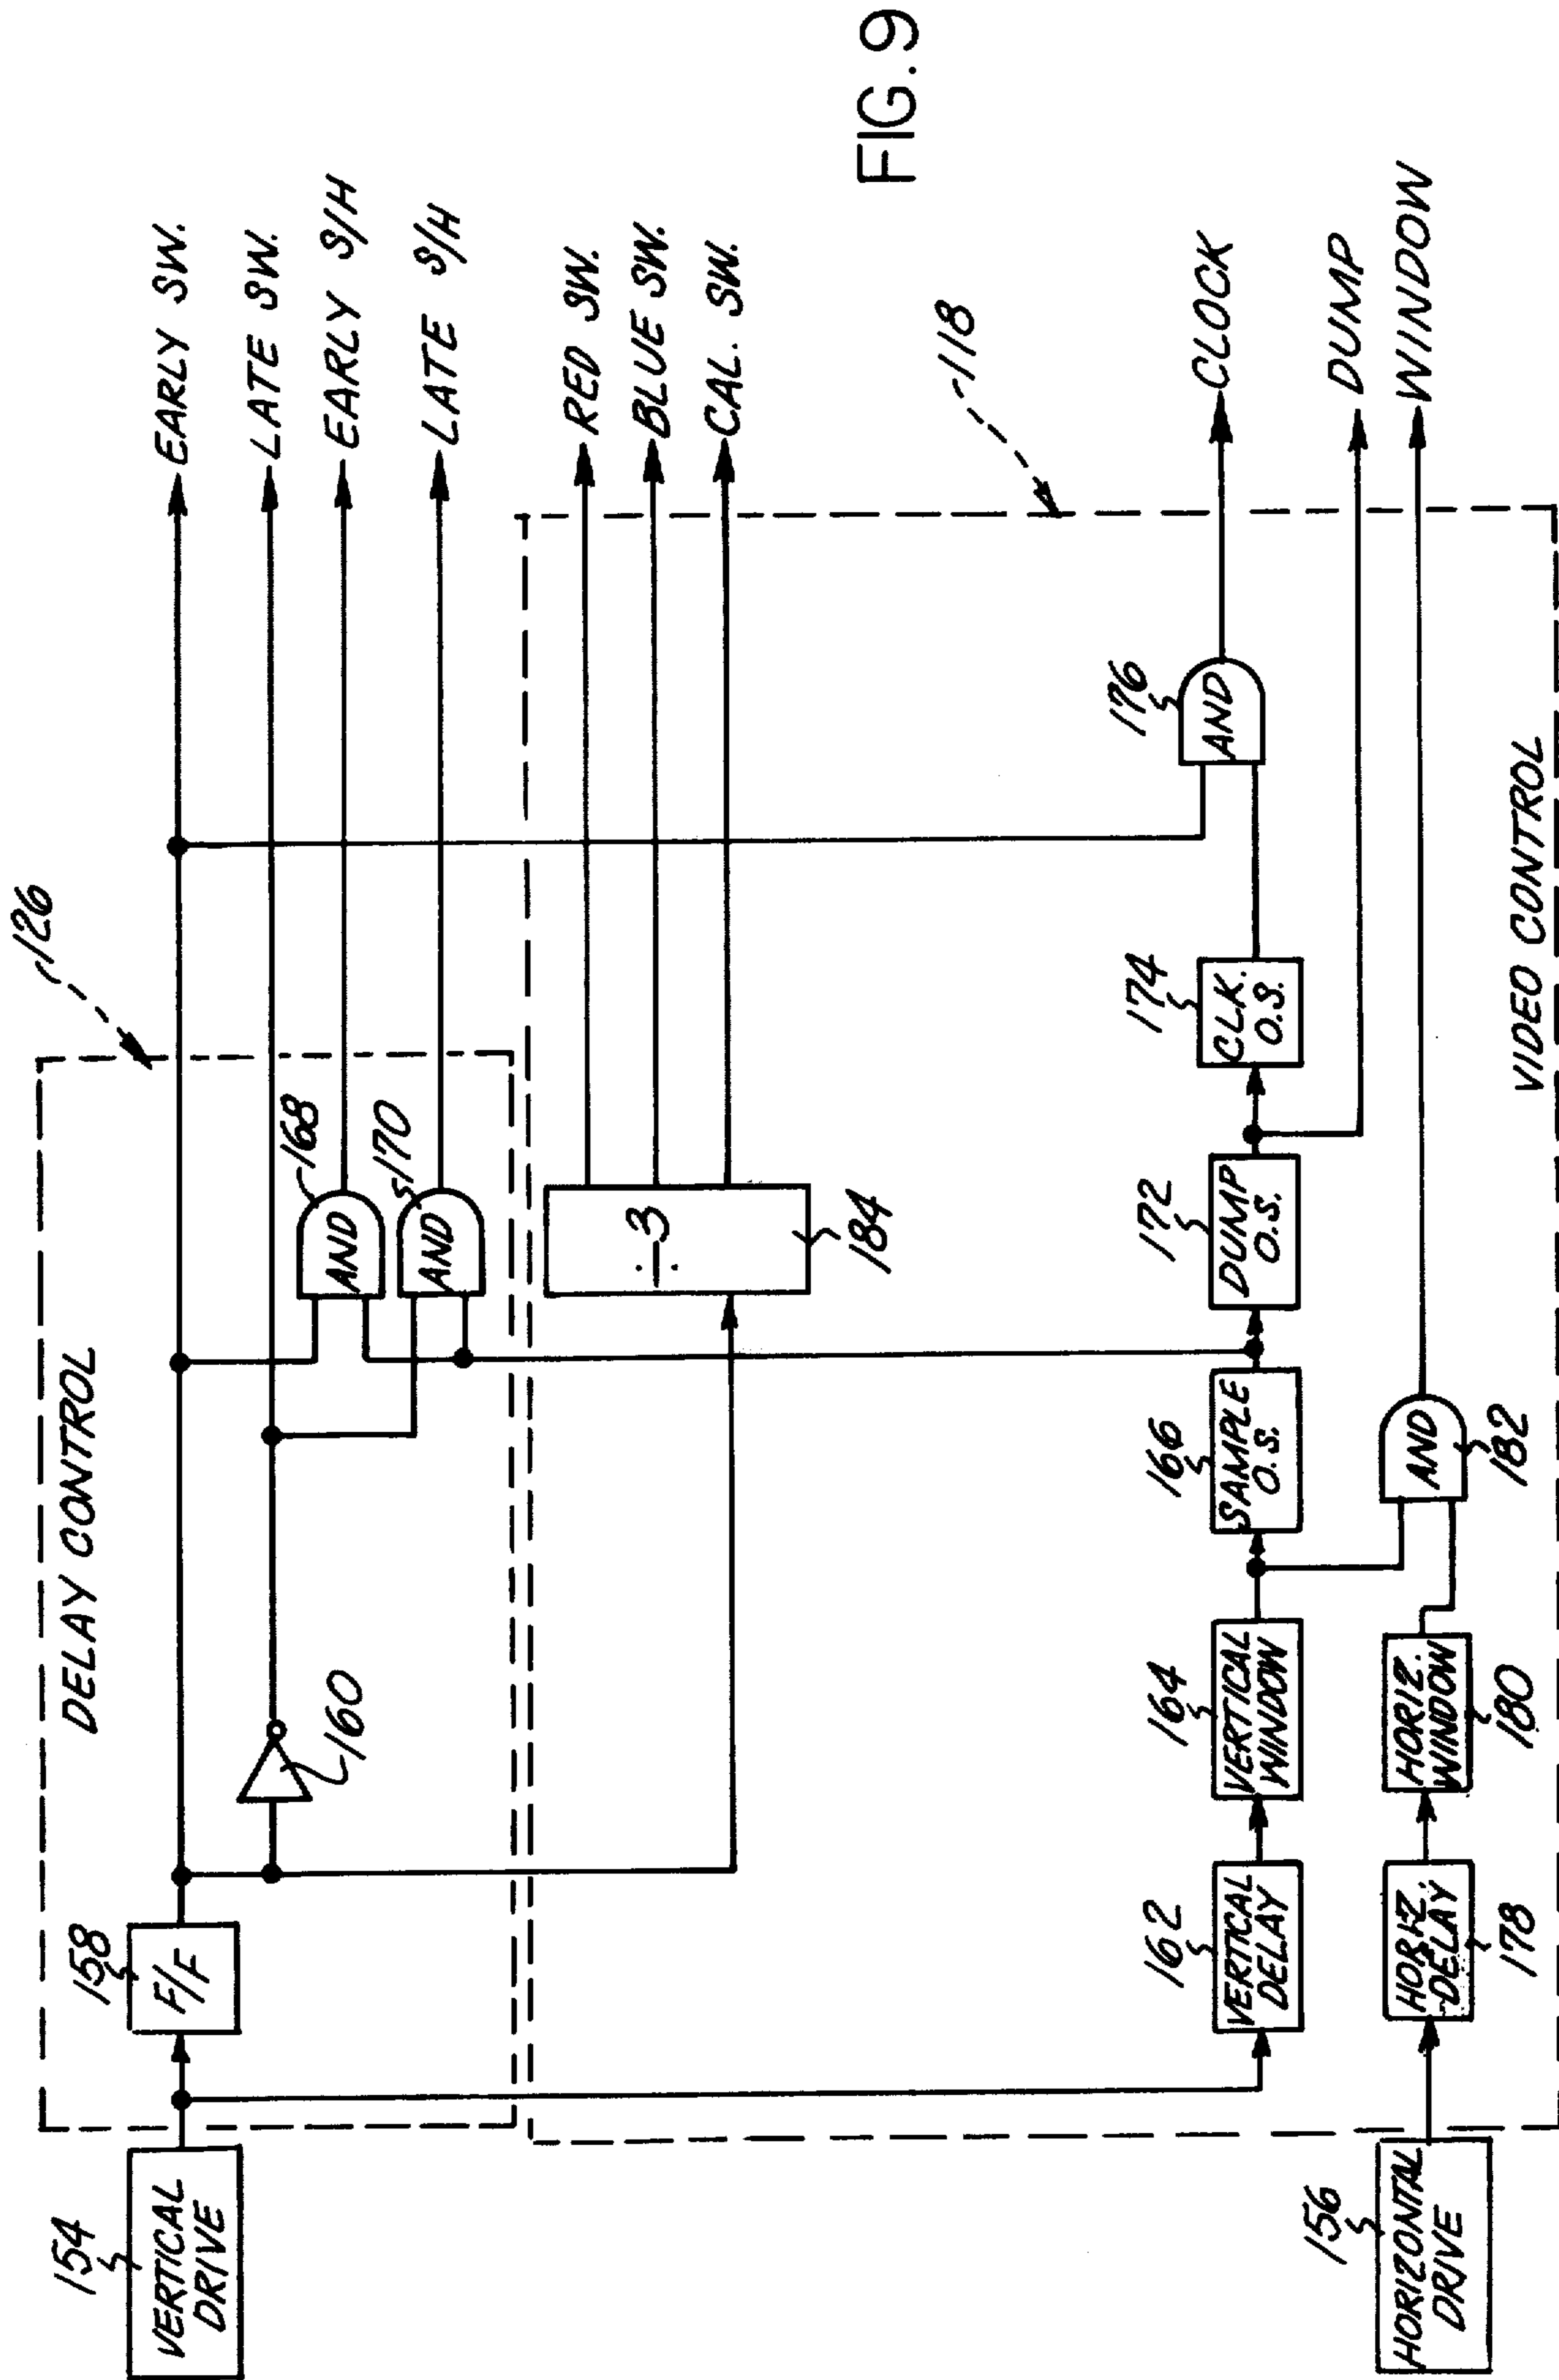 126
DELAY CONTROL
154
VERTICAL
DRIVE
158
F/F
160
168
AND
170
AND
EARLY SW.
LATE SW.
EARLY S/H
LATE S/H
÷3
184
RED SW.
BLUE SW.
CAL. SW.
118
162
VERTICAL
DELAY
164
VERTICAL
WINDOW
166
SAMPLE
O.S.
172
DUMP
O.S.
174
CLK.
O.S.
176
AND
CLOCK
DUMP
WINDOW
156
HORIZONTAL
DRIVE
HORIZ.
DELAY
178
HORIZ.
WINDOW
180
AND
182
VIDEO CONTROL
FIG. 9